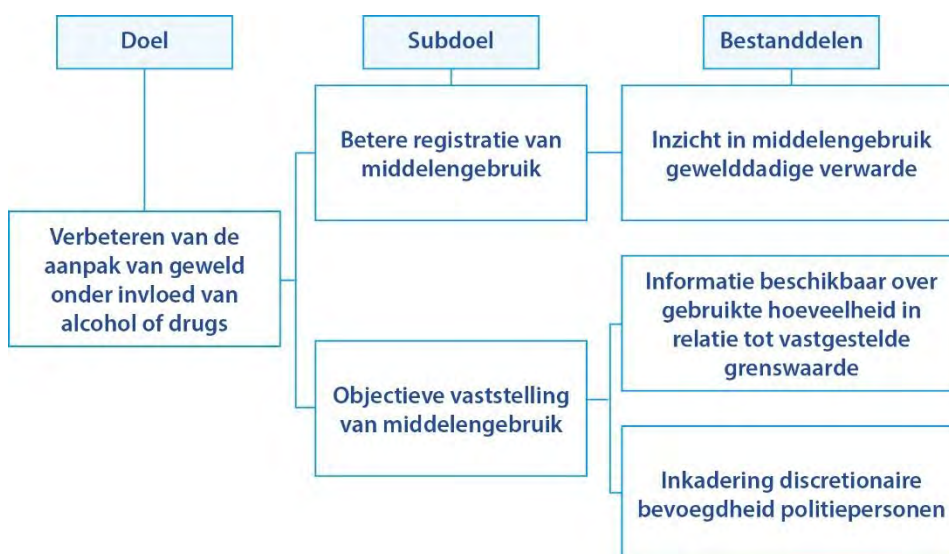 Doel
Subdoel
Bestanddelen
Betere registratie van
middelengebruik
Inzicht in middelengebruik
gewelddadige verwarde
Verbeteren van de
aanpak van geweld
onder invloed van
alcohol of drugs
Informatie beschikbaar over
gebruikte hoeveelheid in
relatie tot vastgestelde
grenswaarde
Objectieve vaststelling
van middelengebruik
Inkadering discretionaire
bevoegdheid politiepersonen